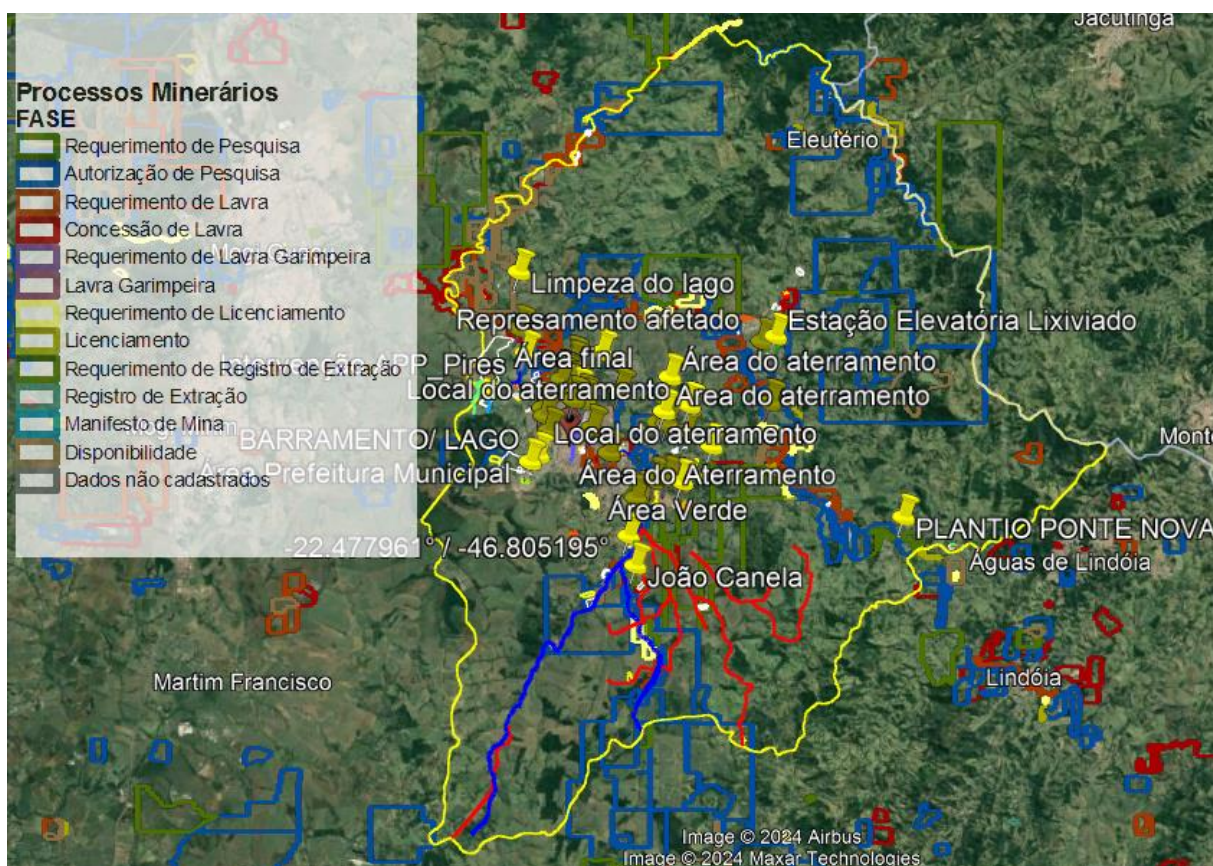 Jacutinga
Processos Minerários
FASE
Requerimento de Pesquisa
Autorização de Pesquisa
Requerimento de Lavra
Concessão de Lavra
Requerimento de Lavra Garimpeira
Lavra Garimpeira
Requerimento de Licenciamento
Licenciamento
Requerimento de Registro de Extração
Registro de Extração
Manifesto de Mina
Disponibilidade
Dados não cadastrados
Eleutério
Limpeza do lago
Represamento afetado
Estação Elevatória Lixiviado
Área final
Área do aterramento
APP_Pires
Local do aterramento
Área do aterramento
BARRAMENTO/ LAGO
Local do aterramento
Monte
Área Prefeitura Municipal
Área do Aterramento
Área Verde
PLANTIO PONTE NOVA
-22.477961° / -46.805195°
Águas de Lindóia
João Canela
Martim Francisco
Lindóia
Image © 2024 Airbus
Image © 2024 Maxar Technologies